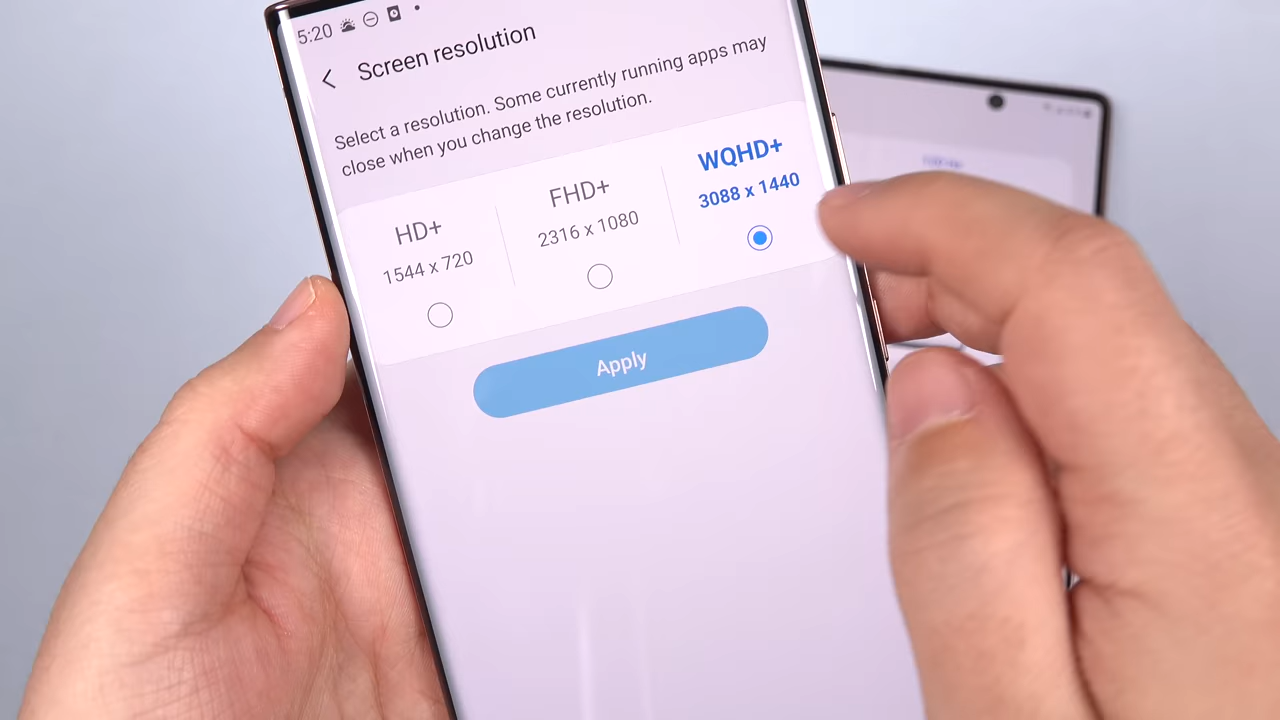 5:20
Screen resolution
Select a resolution. Some currently running apps may
close when you change the resolution.
HD+
1544 x 720
FHD+
2316 x 1080
WQHD+
3088 x 1440
Apply